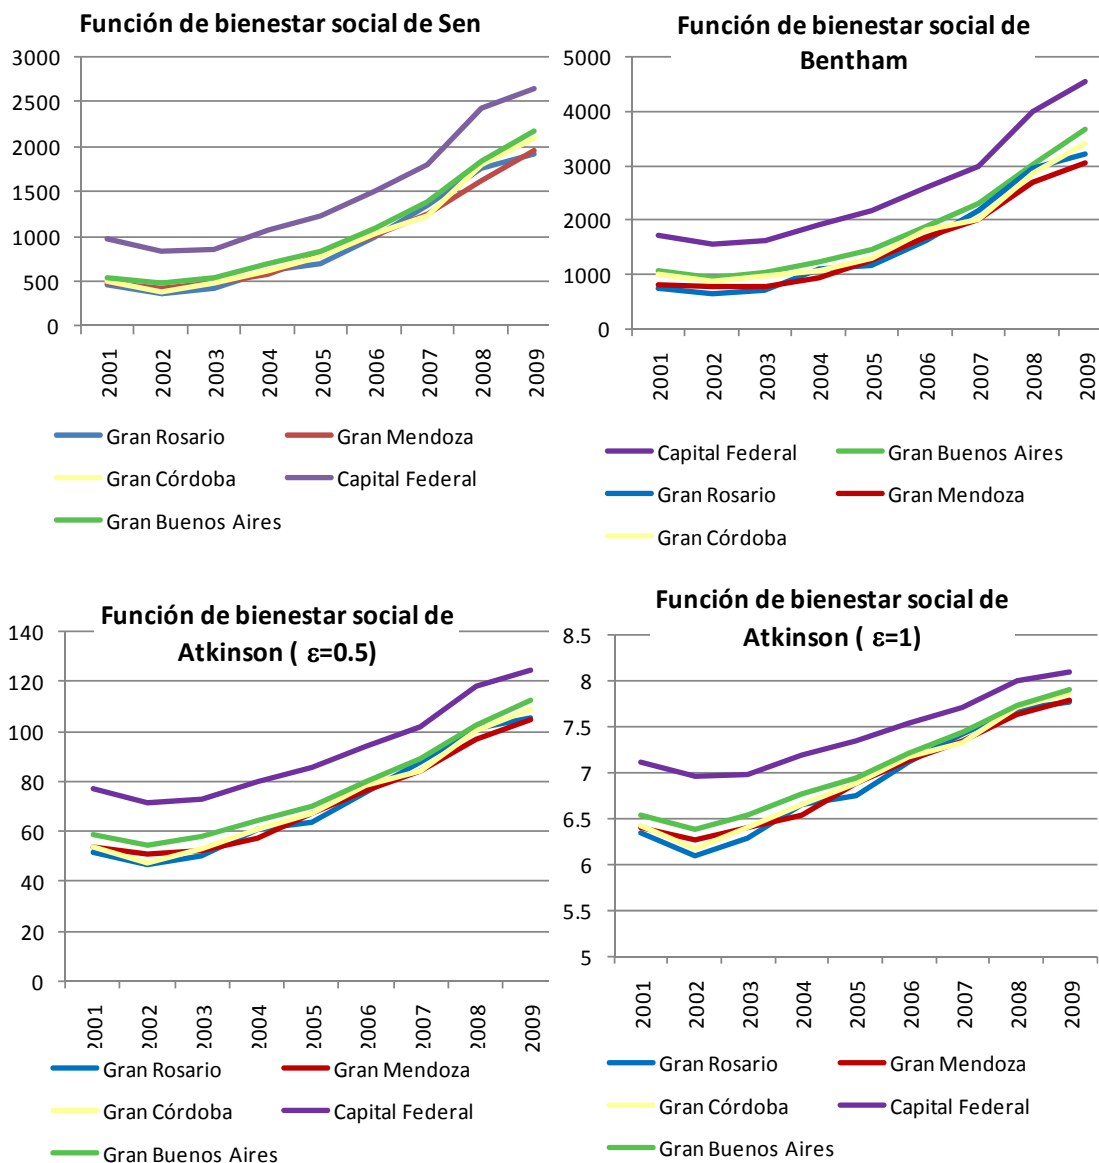 Función de bienestar social de Sen
3000
2500
2000
1500
1000
500
0
2001
2002
2003
2004
2005
2006
2007
2008
2009
Gran Rosario
Gran Mendoza
Gran Córdoba
Capital Federal
Gran Buenos Aires
Función de bienestar social de
Bentham
5000
4000
3000
2000
1000
0
2001
2002
2003
2004
2005
2006
2007
2008
2009
Capital Federal
Gran Buenos Aires
Gran Rosario
Gran Mendoza
Gran Córdoba
Función de bienestar social de
Atkinson ( ε=0.5)
140
120
100
80
60
40
20
0
2001
2002
2003
2004
2005
2006
2007
2008
2009
Gran Rosario
Gran Mendoza
Gran Córdoba
Capital Federal
Gran Buenos Aires
Función de bienestar social de
Atkinson ( ε=1)
8.5
8
7.5
7
6.5
6
5.5
5
2001
2002
2003
2004
2005
2006
2007
2008
2009
Gran Rosario
Gran Mendoza
Gran Córdoba
Capital Federal
Gran Buenos Aires